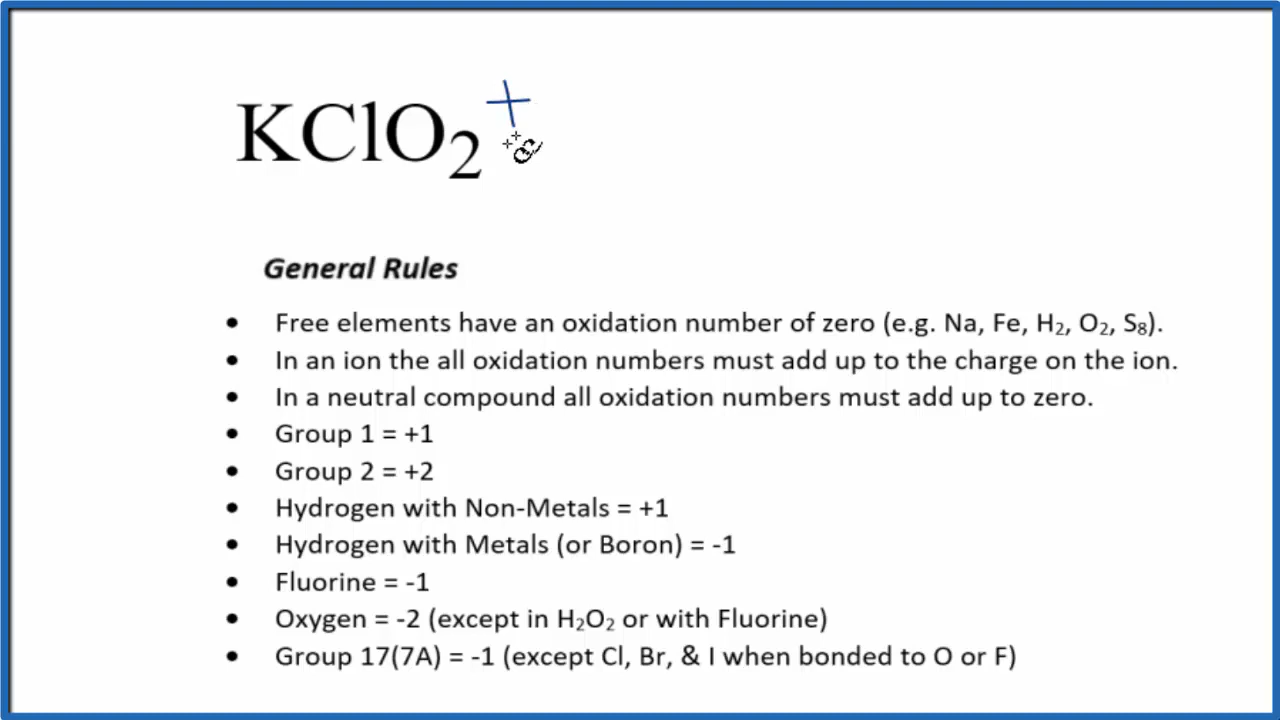 KClO₂ +
General Rules
• Free elements have an oxidation number of zero (e.g. Na, Fe, H₂, O₂, S₈).
• In an ion the all oxidation numbers must add up to the charge on the ion.
• In a neutral compound all oxidation numbers must add up to zero.
• Group 1 = +1
• Group 2 = +2
• Hydrogen with Non-Metals = +1
• Hydrogen with Metals (or Boron) = -1
• Fluorine = -1
• Oxygen = -2 (except in H₂O₂ or with Fluorine)
• Group 17(7A) = -1 (except Cl, Br, & I when bonded to O or F)